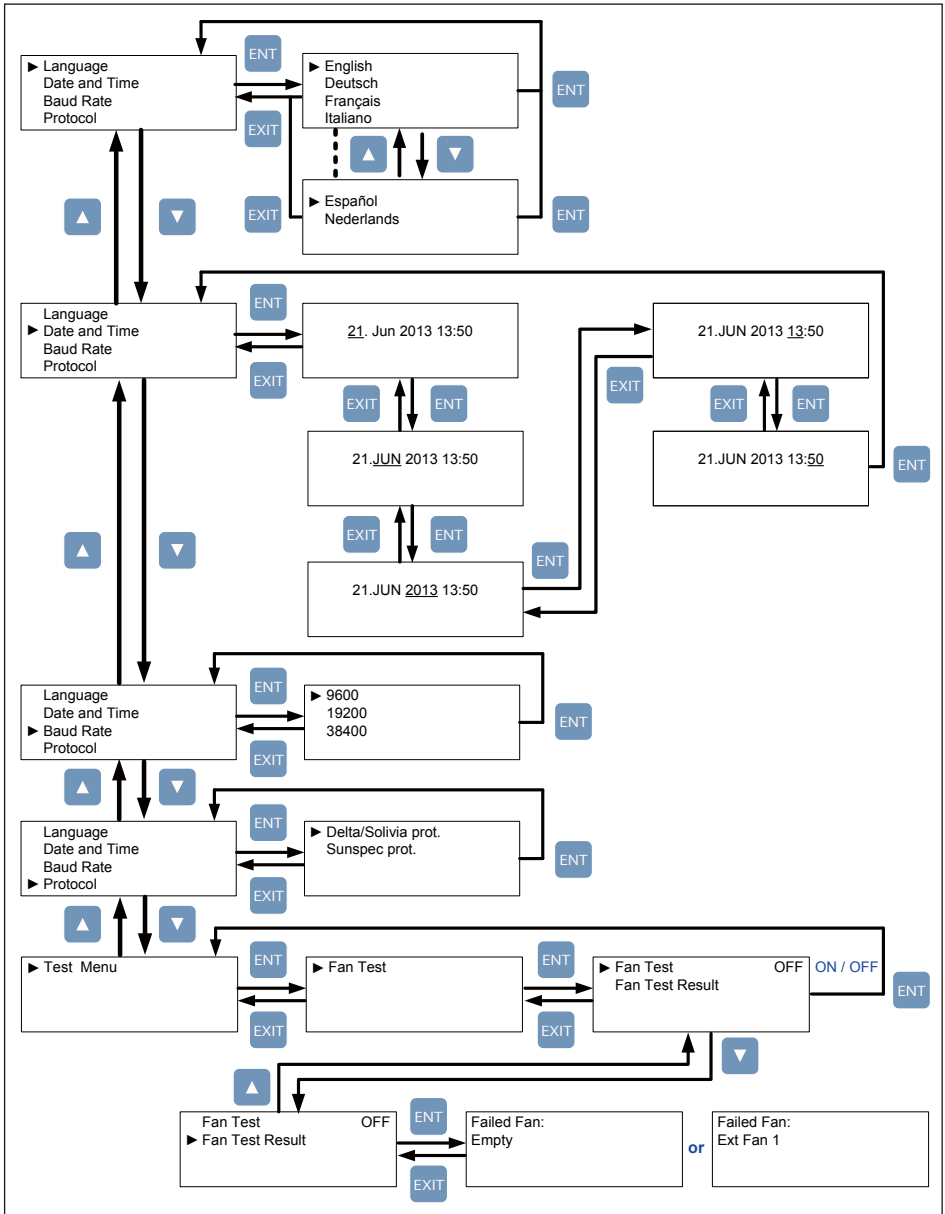 ENT
► Language
Date and Time
Baud Rate
Protocol
► English
Deutsch
Français
Italiano
ENT
EXIT
▲ ▼
EXIT
► Español
Nederlands
ENT
▲ ▼
ENT
Language
► Date and Time
Baud Rate
Protocol
21. Jun 2013 13:50
21.JUN 2013 13:50
EXIT
EXIT
EXIT ENT
EXIT ENT
21.JUN 2013 13:50
21.JUN 2013 13:50
ENT
EXIT ENT
▲ ▼
ENT
21.JUN 2013 13:50
ENT
Language
Date and Time
► Baud Rate
Protocol
► 9600
19200
38400
ENT
EXIT
▲ ▼
ENT
Language
Date and Time
Baud Rate
► Protocol
► Delta/Solivia prot.
Sunspec prot.
ENT
EXIT
▲ ▼
► Test Menu
ENT
► Fan Test
ENT
► Fan Test OFF ON / OFF
Fan Test Result
ENT
EXIT
EXIT
▼
▲
Fan Test OFF
► Fan Test Result
ENT
Failed Fan:
Empty
or
Failed Fan:
Ext Fan 1
EXIT